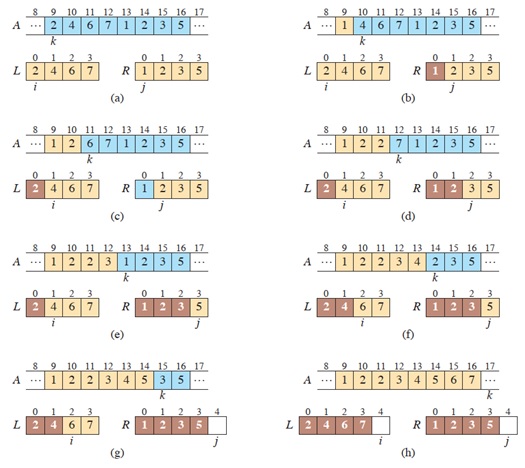 8 9 10 11 12 13 14 15 16 17
A … 2 4 6 7 1 2 3 5 …
k
0 1 2 3 0 1 2 3
L 2 4 6 7 R 1 2 3 5
i j
(a)
8 9 10 11 12 13 14 15 16 17
A … 1 4 6 7 1 2 3 5 …
k
0 1 2 3 0 1 2 3
L 2 4 6 7 R 1 2 3 5
i j
(b)
8 9 10 11 12 13 14 15 16 17
A … 1 2 6 7 1 2 3 5 …
k
0 1 2 3 0 1 2 3
L 2 4 6 7 R 1 2 3 5
i j
(c)
8 9 10 11 12 13 14 15 16 17
A … 1 2 2 7 1 2 3 5 …
k
0 1 2 3 0 1 2 3
L 2 4 6 7 R 1 2 3 5
i j
(d)
8 9 10 11 12 13 14 15 16 17
A … 1 2 2 3 1 2 3 5 …
k
0 1 2 3 0 1 2 3
L 2 4 6 7 R 1 2 3 5
i j
(e)
8 9 10 11 12 13 14 15 16 17
A … 1 2 2 3 4 2 3 5 …
k
0 1 2 3 0 1 2 3
L 2 4 6 7 R 1 2 3 5
i j
(f)
8 9 10 11 12 13 14 15 16 17
A … 1 2 2 3 4 5 3 5 …
k
0 1 2 3 0 1 2 3 4
L 2 4 6 7 R 1 2 3 5
i j
(g)
8 9 10 11 12 13 14 15 16 17
A … 1 2 2 3 4 5 6 7 …
k
0 1 2 3 4 0 1 2 3 4
L 2 4 6 7 R 1 2 3 5
i j
(h)